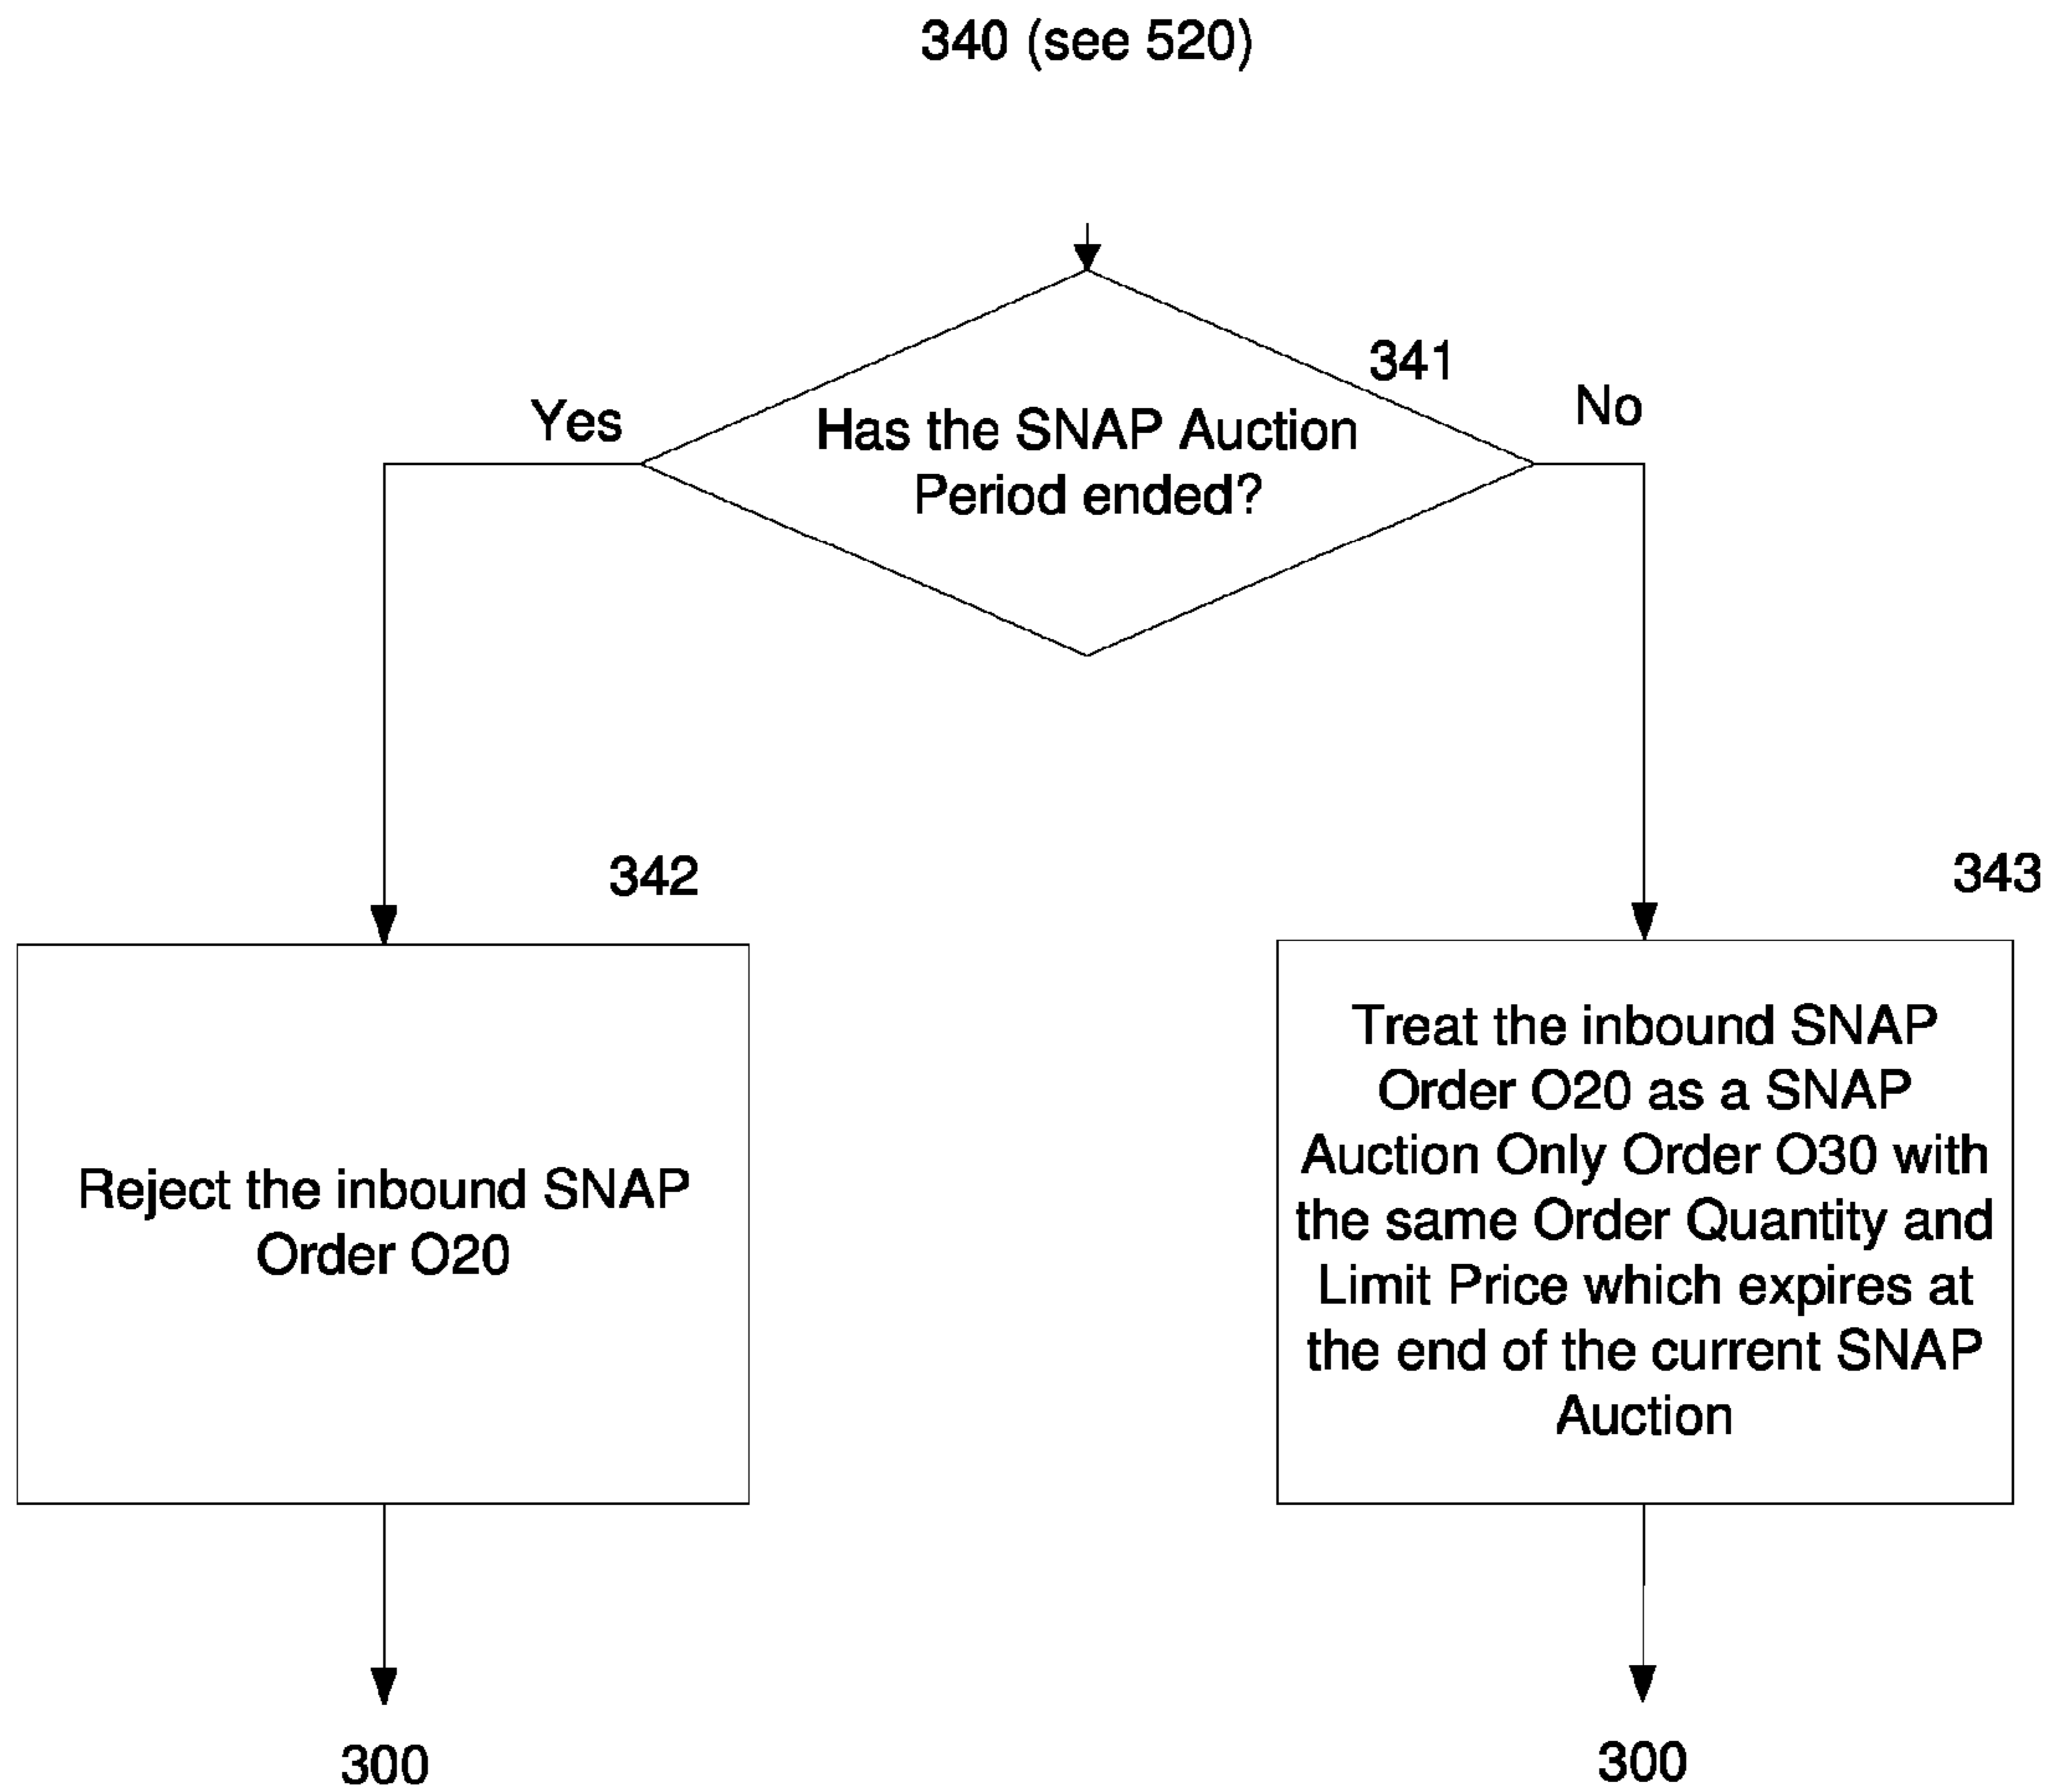 340 (see 520)
341
Yes
No
Has the SNAP Auction
Period ended?
342
343
Reject the inbound SNAP
Order O20
Treat the inbound SNAP
Order O20 as a SNAP
Auction Only Order O30 with
the same Order Quantity and
Limit Price which expires at
the end of the current SNAP
Auction
300
300